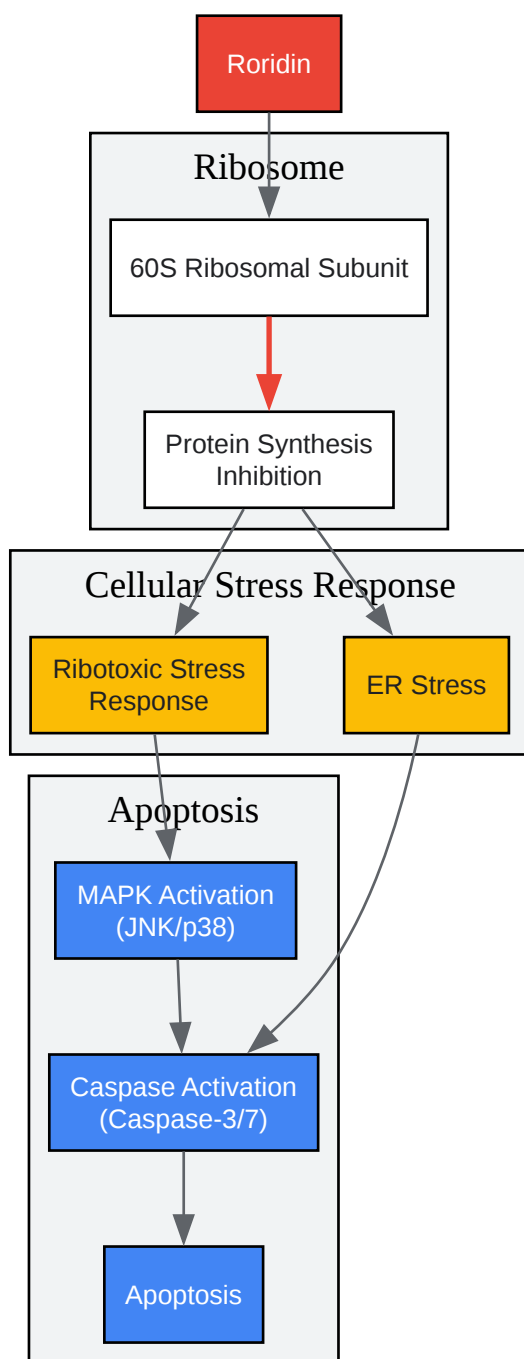 Roridin
Ribosome
60S Ribosomal Subunit
Protein Synthesis
Inhibition
Cellular Stress Response
Ribotoxic Stress
Response
ER Stress
Apoptosis
MAPK Activation
(JNK/p38)
Caspase Activation
(Caspase-3/7)
Apoptosis